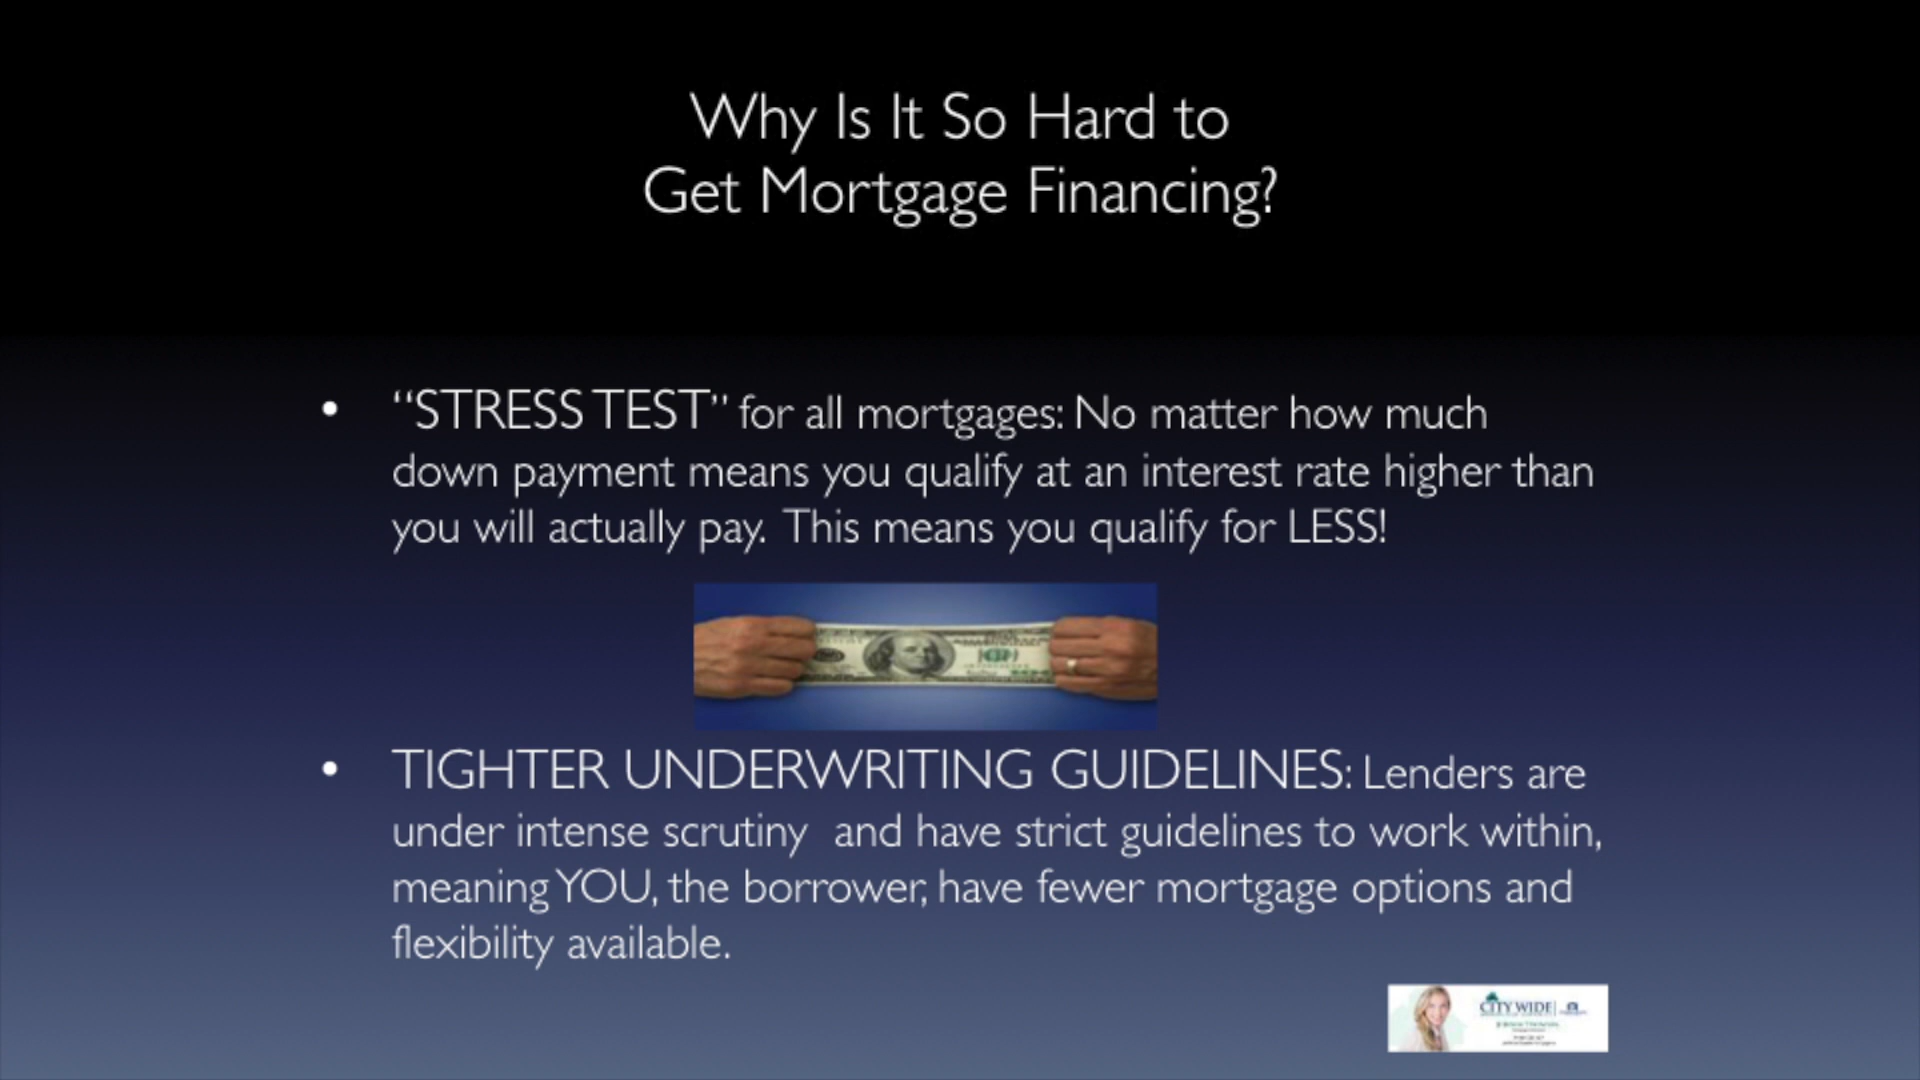 Why Is It So Hard to
Get Mortgage Financing?
• “STRESS TEST” for all mortgages: No matter how much
down payment means you qualify at an interest rate higher than
you will actually pay. This means you qualify for LESS!
• TIGHTER UNDERWRITING GUIDELINES: Lenders are
under intense scrutiny and have strict guidelines to work within,
meaning YOU, the borrower, have fewer mortgage options and
flexibility available.
CITY WIDE